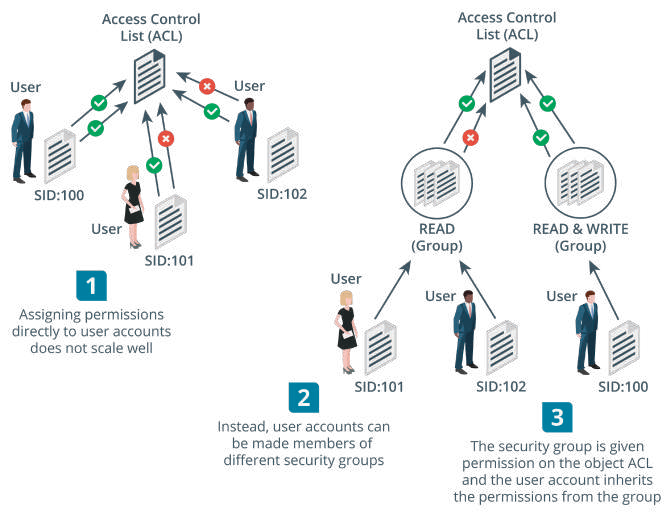 Access Control
List (ACL)
User
User
SID:100
SID:102
User
SID:101
1
Assigning permissions
directly to user accounts
does not scale well
Access Control
List (ACL)
READ
(Group)
READ & WRITE
(Group)
User
User
User
SID:101
SID:102
SID:100
2
Instead, user accounts can
be made members of
different security groups
3
The security group is given
permission on the object ACL
and the user account inherits
the permissions from the group